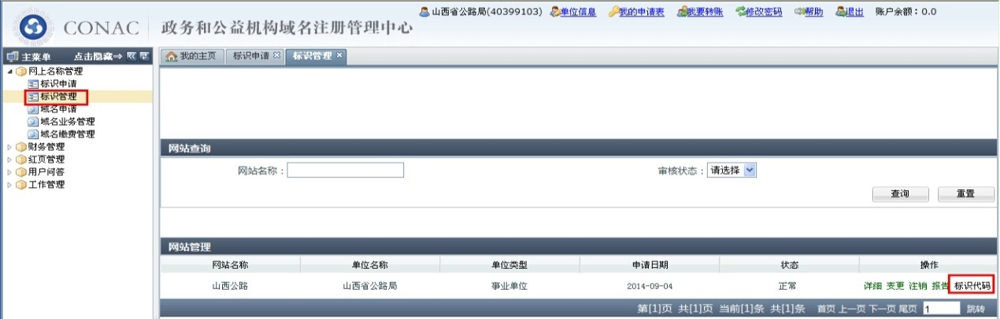 山西省公路局(40399103) 单位信息 我的申请表 我要转账 修改密码 帮助 退出 账户余额：0.0
CONAC 政务和公益机构域名注册管理中心
主菜单 点击隐藏⇒
我的主页 标识申请 标识管理
网上名称管理
标识申请
标识管理
域名申请
域名业务管理
域名缴费管理
财务管理
红页管理
用户问答
工作管理
网站查询
网站名称： 审核状态：请选择
查询 重置
网站管理
网站名称 单位名称 单位类型 申请日期 状态 操作
山西公路 山西省公路局 事业单位 2014-09-04 正常 详细 变更 注销 报告 标识代码
第[1]页 共[1]页 当前[1]条 共[1]条 首页 上一页 下一页 尾页 1 跳转